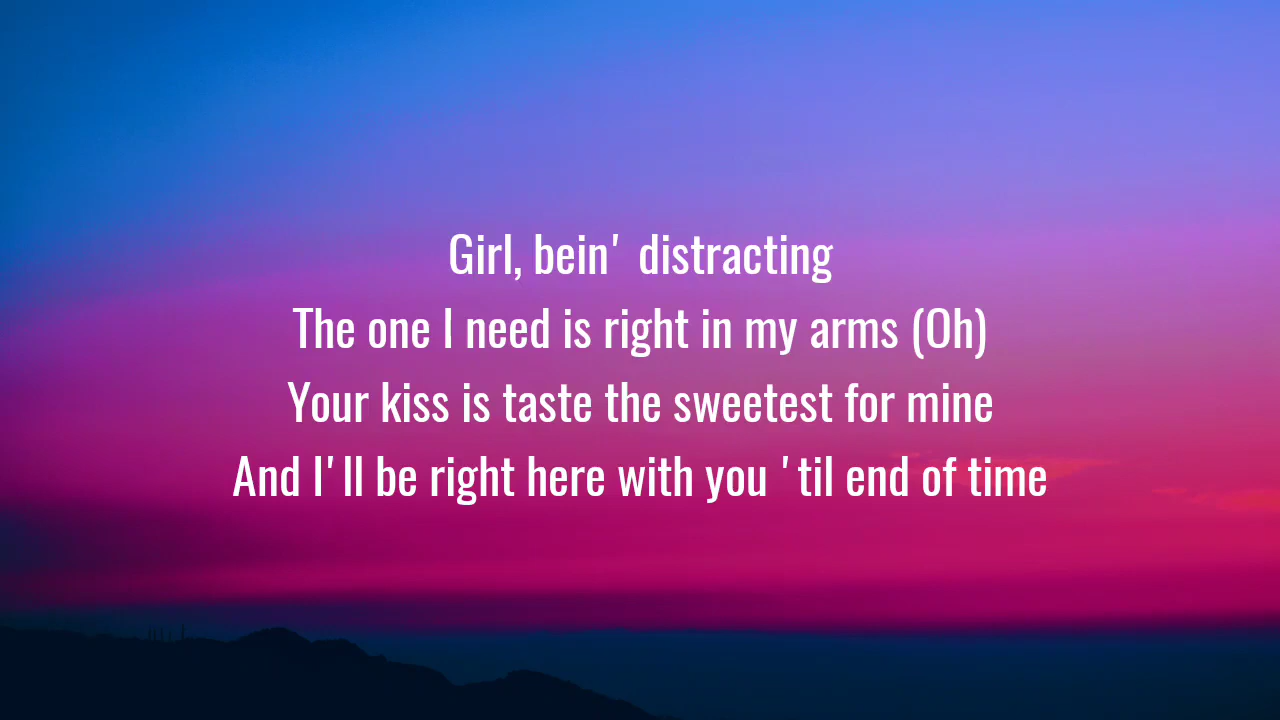 Girl, bein' distracting
The one I need is right in my arms (Oh)
Your kiss is taste the sweetest for mine
And I'll be right here with you 'til end of time